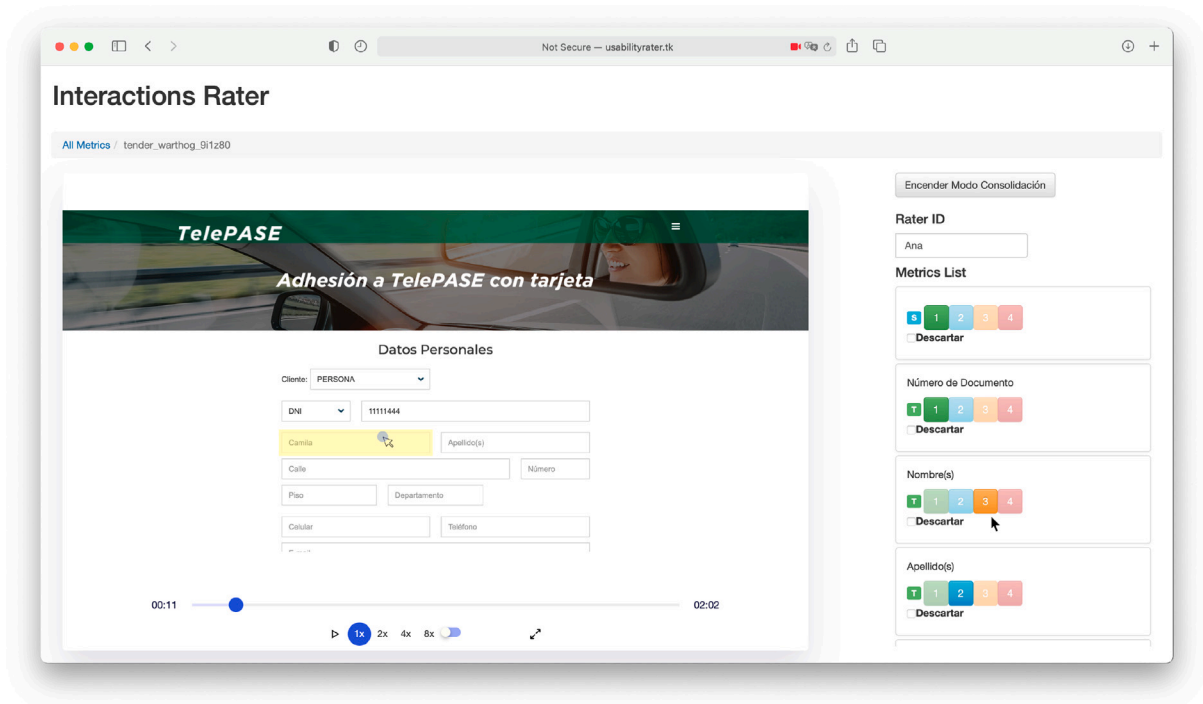 Not Secure — usabilityrater.tk
Interactions Rater
All Metrics / tender_warthog_9i1z80
TelePASE
Adhesión a TelePASE con tarjeta
Datos Personales
Cliente: PERSONA
DNI 11111444
Camila Apellido(s)
Calle Número
Piso Departamento
Celular Teléfono
00:11 02:02
1x 2x 4x 8x
Encender Modo Consolidación
Rater ID
Ana
Metrics List
S 1 2 3 4
Descartar
Número de Documento
T 1 2 3 4
Descartar
Nombre(s)
T 1 2 3 4
Descartar
Apellido(s)
T 1 2 3 4
Descartar